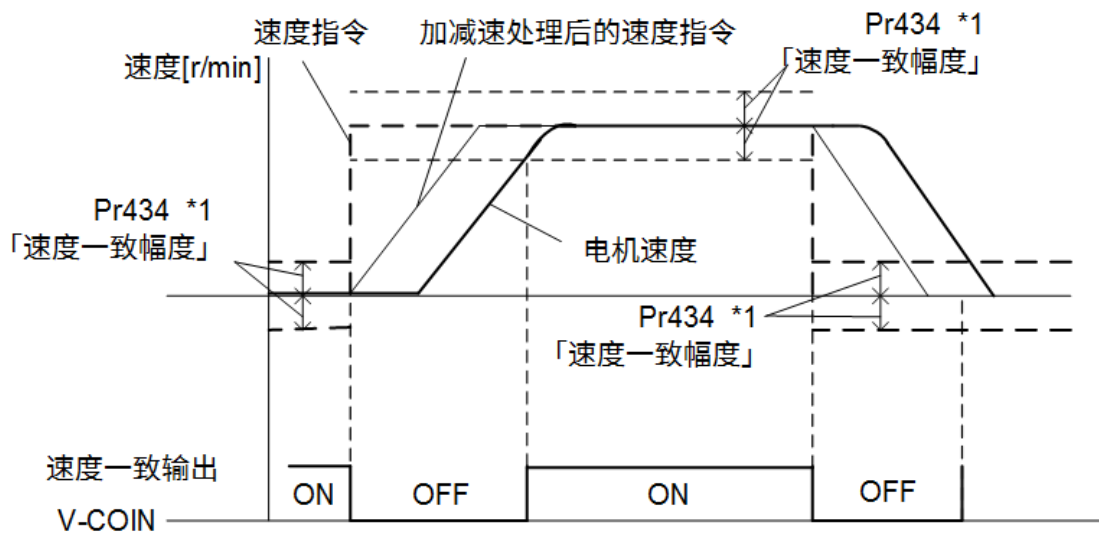 速度指令
加减速处理后的速度指令
Pr434 *1
「速度一致幅度」
速度[r/min]
Pr434 *1
「速度一致幅度」
电机速度
Pr434 *1
「速度一致幅度」
速度一致输出
V-COIN
ON
OFF
ON
OFF